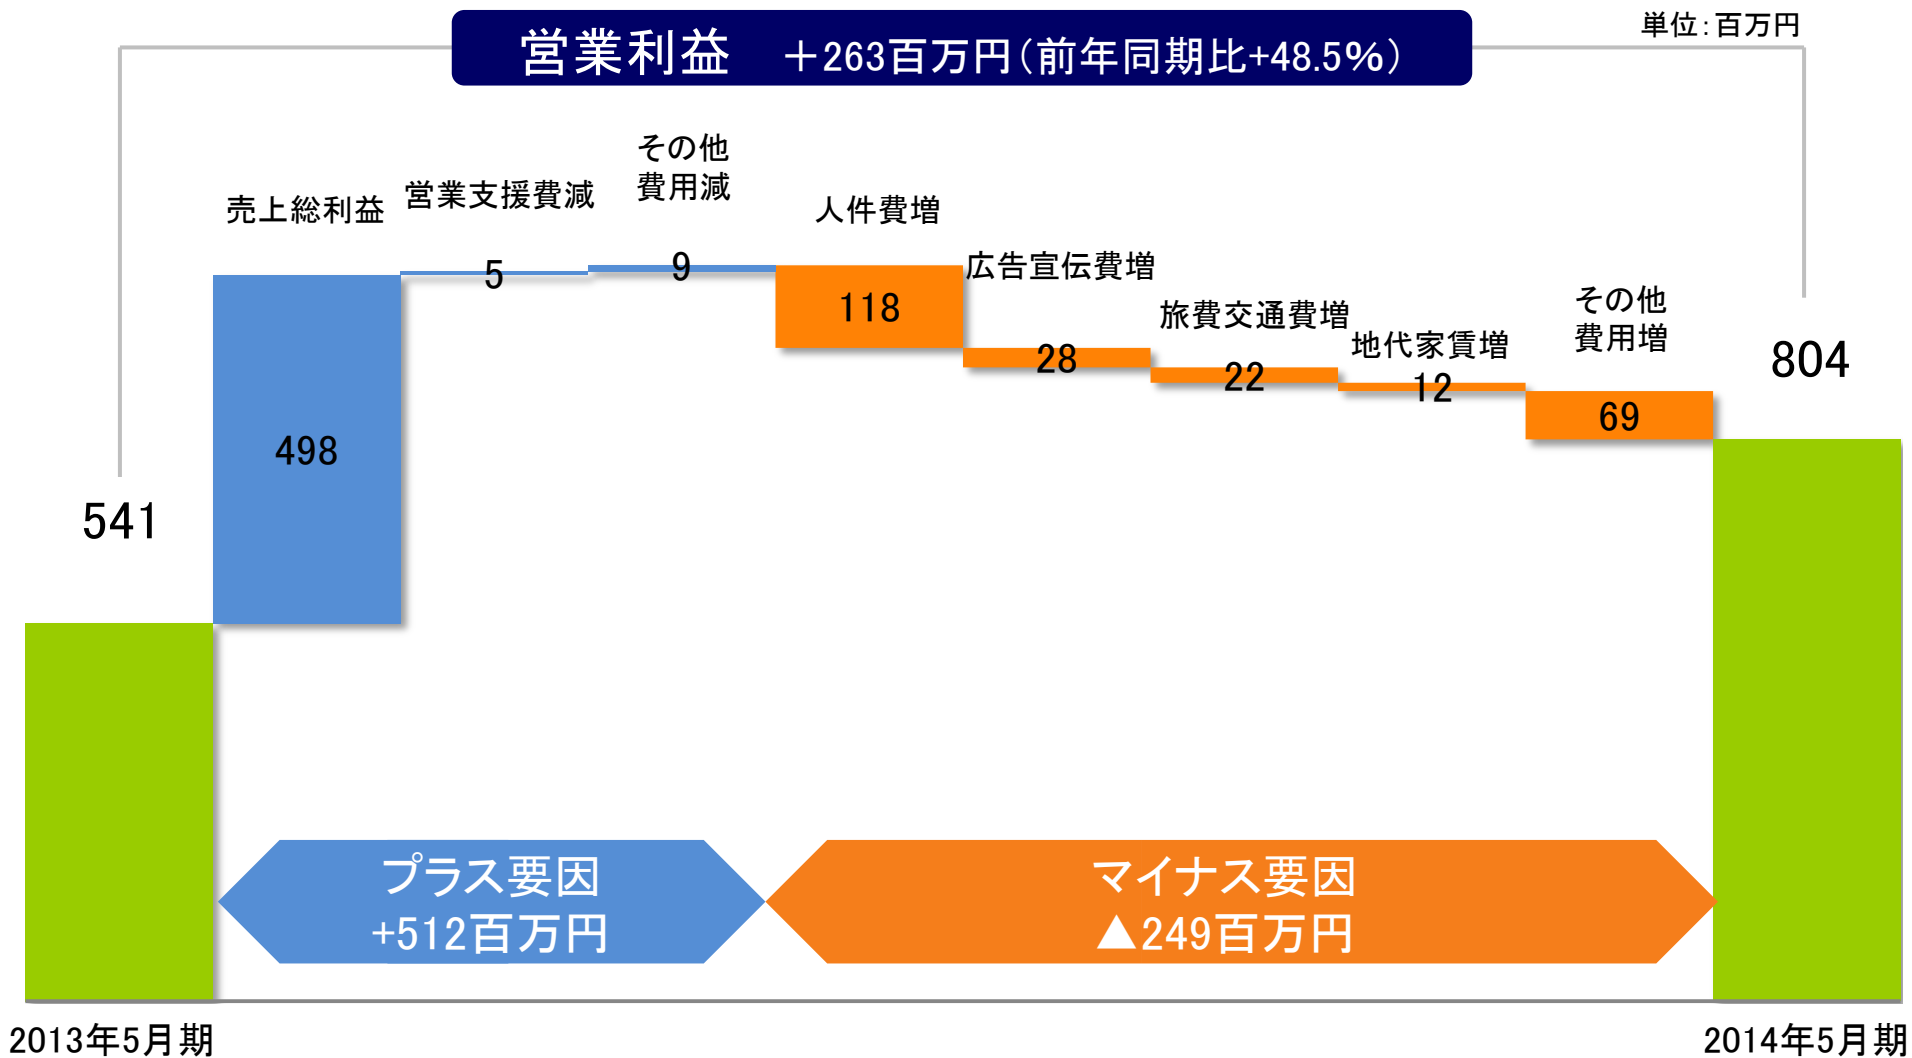 単位：百万円
営業利益　＋263百万円（前年同期比+48.5％）
売上総利益
営業支援費減
その他
費用減
人件費増
広告宣伝費増
旅費交通費増
地代家賃増
その他
費用増
541
498
5
9
118
28
22
12
69
804
プラス要因
+512百万円
マイナス要因
▲249百万円
2013年5月期
2014年5月期